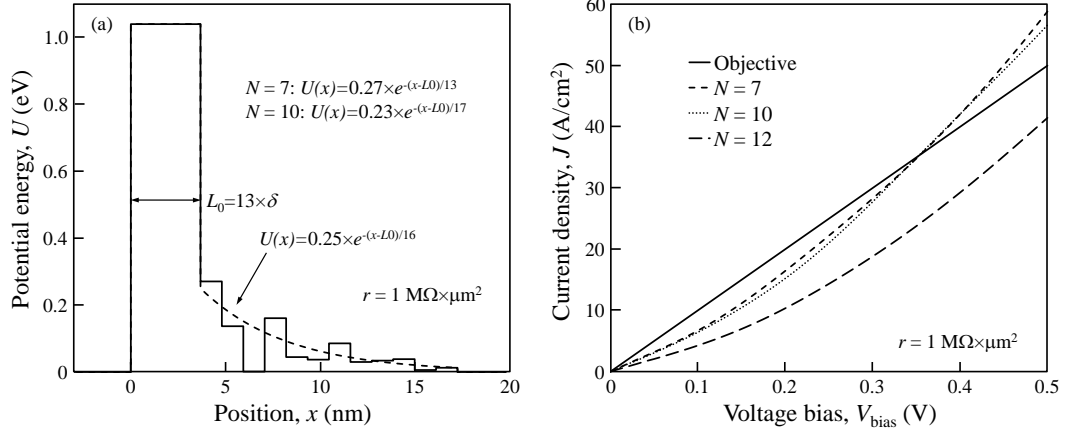 (a)
1.0
0.8
0.6
0.4
0.2
0
0
5
10
15
20
Potential energy, U (eV)
Position, x (nm)
N = 7: U(x)=0.27×e^-(x-L0)/13
N = 10: U(x)=0.23×e^-(x-L0)/17
L₀=13×δ
U(x)=0.25×e^-(x-L0)/16
r = 1 MΩ×μm²
(b)
60
50
40
30
20
10
0
0
0.1
0.2
0.3
0.4
0.5
Current density, J (A/cm²)
Voltage bias, V_bias (V)
Objective
N = 7
N = 10
N = 12
r = 1 MΩ×μm²